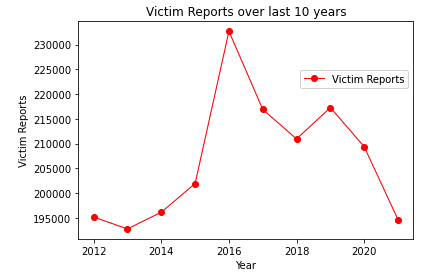 Victim Reports over last 10 years
230000
225000
220000
215000
210000
205000
200000
195000
Victim Reports
Victim Reports
2012 2014 2016 2018 2020
Year